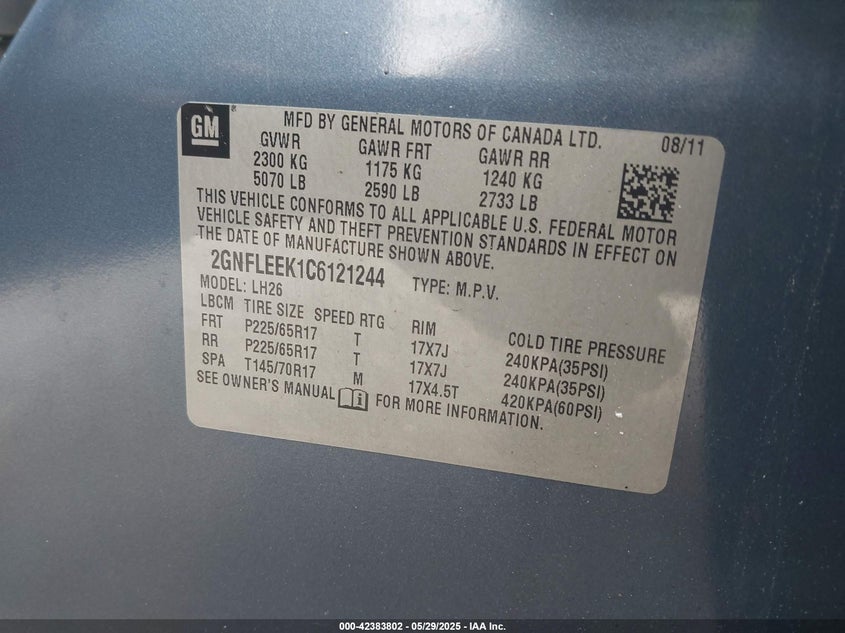 GM
MFD BY GENERAL MOTORS OF CANADA LTD. 08/11
GVWR GAWR FRT GAWR RR
2300 KG 1175 KG 1240 KG
5070 LB 2590 LB 2733 LB
THIS VEHICLE CONFORMS TO ALL APPLICABLE U.S. FEDERAL MOTOR
VEHICLE SAFETY AND THEFT PREVENTION STANDARDS IN EFFECT ON
THE DATE OF MANUFACTURE SHOWN ABOVE.
2GNFLEEK1C6121244 TYPE: M.P.V.
MODEL: LH26
LBCM TIRE SIZE SPEED RTG RIM COLD TIRE PRESSURE
FRT P225/65R17 T 17X7J 240KPA(35PSI)
RR P225/65R17 T 17X7J 240KPA(35PSI)
SPA T145/70R17 M 17X4.5T 420KPA(60PSI)
SEE OWNER'S MANUAL FOR MORE INFORMATION.
000-42383802 - 05/29/2025 - IAA Inc.